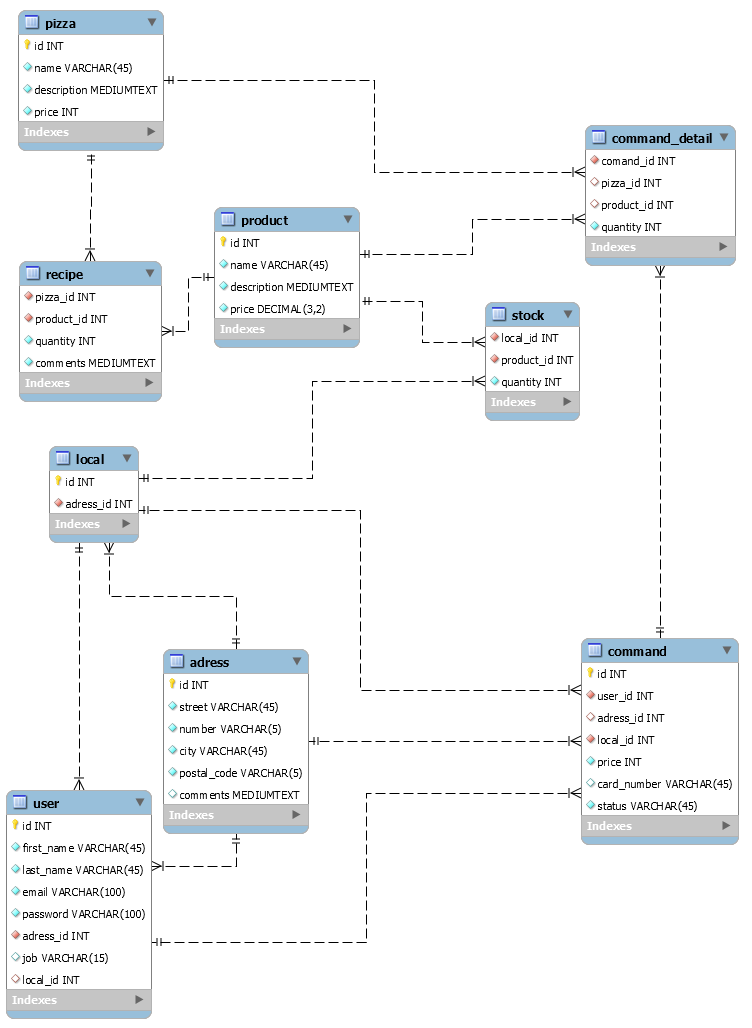 pizza
id INT
name VARCHAR(45)
description MEDIUMTEXT
price INT
Indexes
command_detail
comand_id INT
pizza_id INT
product_id INT
quantity INT
Indexes
product
id INT
name VARCHAR(45)
description MEDIUMTEXT
price DECIMAL(3,2)
Indexes
recipe
pizza_id INT
product_id INT
quantity INT
comments MEDIUMTEXT
Indexes
stock
local_id INT
product_id INT
quantity INT
Indexes
local
id INT
adress_id INT
Indexes
adress
id INT
street VARCHAR(45)
number VARCHAR(5)
city VARCHAR(45)
postal_code VARCHAR(5)
comments MEDIUMTEXT
Indexes
command
id INT
user_id INT
adress_id INT
local_id INT
price INT
card_number VARCHAR(45)
status VARCHAR(45)
Indexes
user
id INT
first_name VARCHAR(45)
last_name VARCHAR(45)
email VARCHAR(100)
password VARCHAR(100)
adress_id INT
job VARCHAR(15)
local_id INT
Indexes